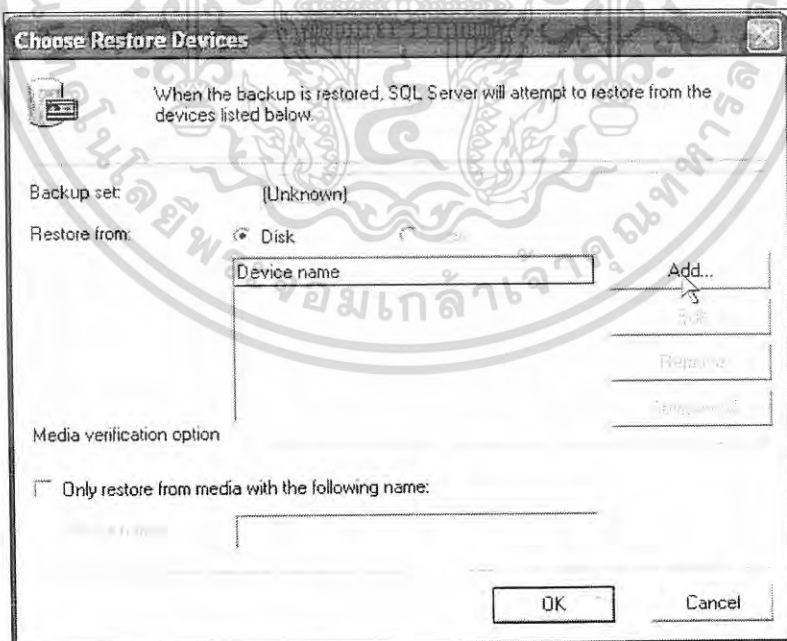 Choose Restore Devices
When the backup is restored, SQL Server will attempt to restore from the
devices listed below.
Backup set:
(Unknown)
Restore from:
Disk
Device name
Add...
Edit
Remove
Media verification option
Only restore from media with the following name:
OK
Cancel